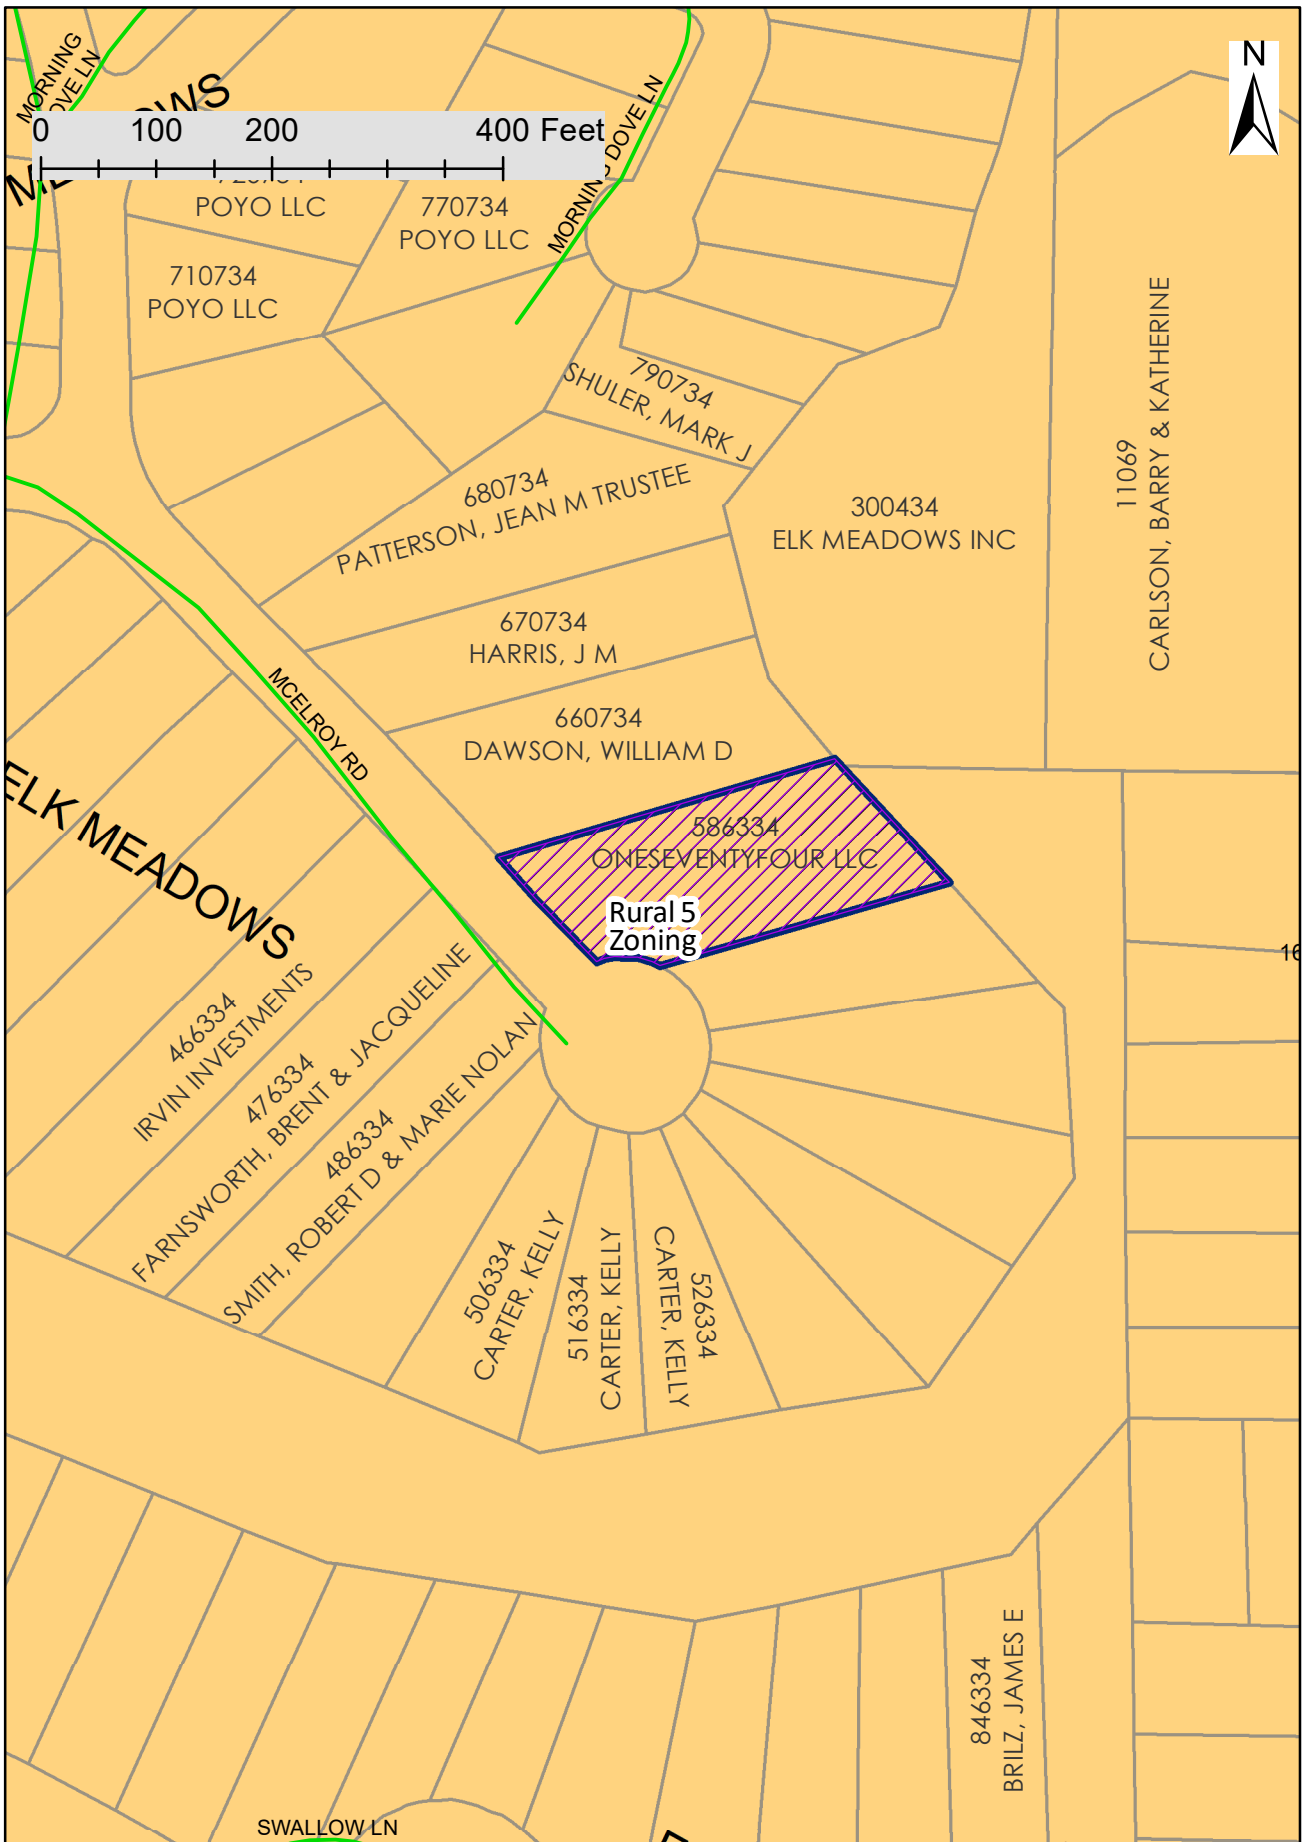 MORNING
N
0 100 200 400 Feet
MORNING DOVE LN
POYO LLC
770734
POYO LLC
710734
POYO LLC
790734
SHULER, MARK J
11069
CARLSON, BARRY & KATHERINE
680734
PATTERSON, JEAN M TRUSTEE
300434
ELK MEADOWS INC
670734
HARRIS, J M
MCELROY RD
660734
DAWSON, WILLIAM D
ELK MEADOWS
586334
ONESEVENTYFOUR LLC
Rural 5
Zoning
16
466334
IRVIN INVESTMENTS
476334
FARNSWORTH, BRENT & JACQUELINE
486334
SMITH, ROBERT D & MARIE NOLAN
506334
CARTER, KELLY
516334
CARTER, KELLY
526334
CARTER, KELLY
846334
BRILZ, JAMES E
SWALLOW LN